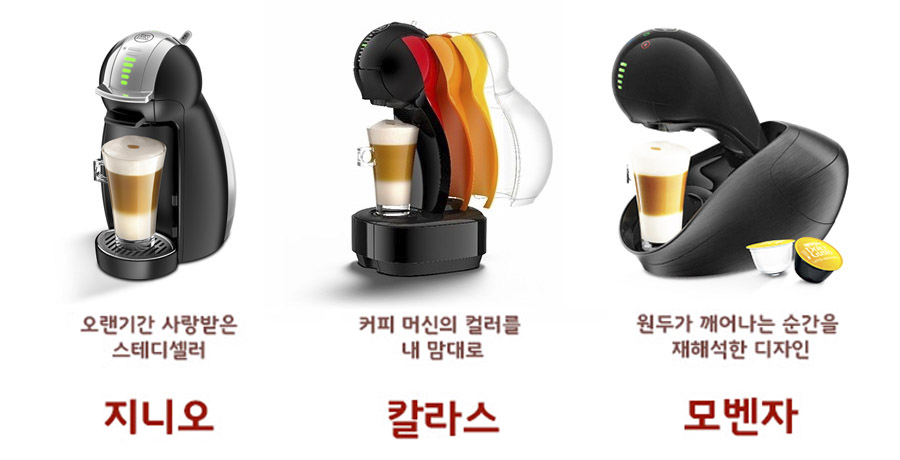 오랜기간 사랑받은
스테디셀러
지니오
커피 머신의 컬러를
내 맘대로
칼라스
원두가 깨어나는 순간을
재해석한 디자인
모벤자